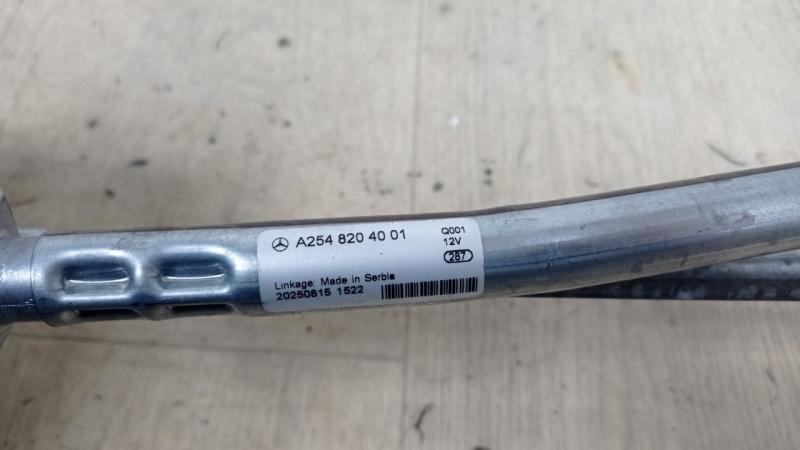 A254 820 40 01
Q001
12V
287
Linkage: Made in Serbia
20250815 1522